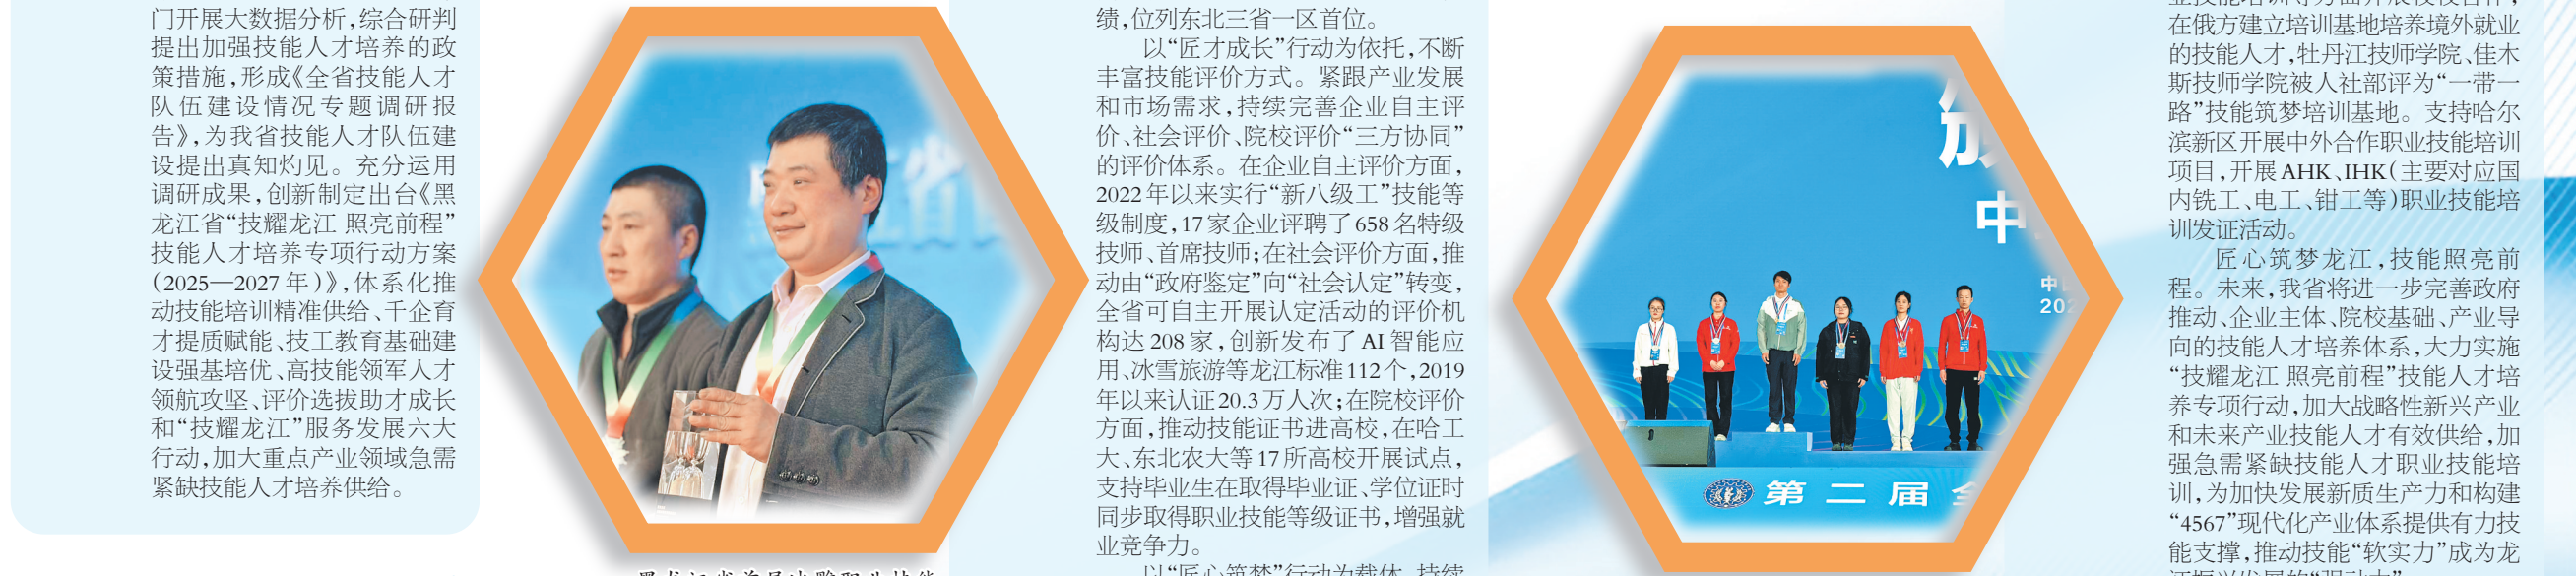 门开展大数据分析,综合研判
提出加强技能人才培养的政
策措施,形成《全省技能人才
队伍建设情况专题调研报
告》,为我省技能人才队伍建
设提出真知灼见。充分运用
调研成果,创新制定出台《黑
龙江省“技耀龙江 照亮前程”
技能人才培养专项行动方案
(2025—2027年)》,体系化推
动技能培训精准供给、千企育
才提质赋能、技工教育基础建
设强基培优、高技能领军人才
领航攻坚、评价选拔助才成长
和“技耀龙江”服务发展六大
行动,加大重点产业领域急需
紧缺技能人才培养供给。
绩,位列东北三省一区首位。
以“匠才成长”行动为依托,不断
丰富技能评价方式。紧跟产业发展
和市场需求,持续完善企业自主评
价、社会评价、院校评价“三方协同”
的评价体系。在企业自主评价方面,
2022年以来实行“新八级工”技能等
级制度,17家企业评聘了658名特级
技师、首席技师;在社会评价方面,推
动由“政府鉴定”向“社会认定”转变,
全省可自主开展认定活动的评价机
构达208家,创新发布了AI智能应
用、冰雪旅游等龙江标准112个,2019
年以来认证20.3万人次;在院校评价
方面,推动技能证书进高校,在哈工
大、东北农大等17所高校开展试点,
支持毕业生在取得毕业证、学位证时
同步取得职业技能等级证书,增强就
业竞争力。
以“匠心筑梦”行动为载体,持续
中
第二届
在俄方建立培训基地培养境外就业
的技能人才,牡丹江技师学院、佳木
斯技师学院被人社部评为“一带一
路”技能筑梦培训基地。支持哈尔
滨新区开展中外合作职业技能培训
项目,开展AHK、IHK(主要对应国
内铣工、电工、钳工等)职业技能培
训发证活动。
匠心筑梦龙江,技能照亮前
程。未来,我省将进一步完善政府
推动、企业主体、院校基础、产业导
向的技能人才培养体系,大力实施
“技耀龙江 照亮前程”技能人才培
养专项行动,加大战略性新兴产业
和未来产业技能人才有效供给,加
强急需紧缺技能人才职业技能培
训,为加快发展新质生产力和构建
“4567”现代化产业体系提供有力技
能支撑,推动技能“软实力”成为龙